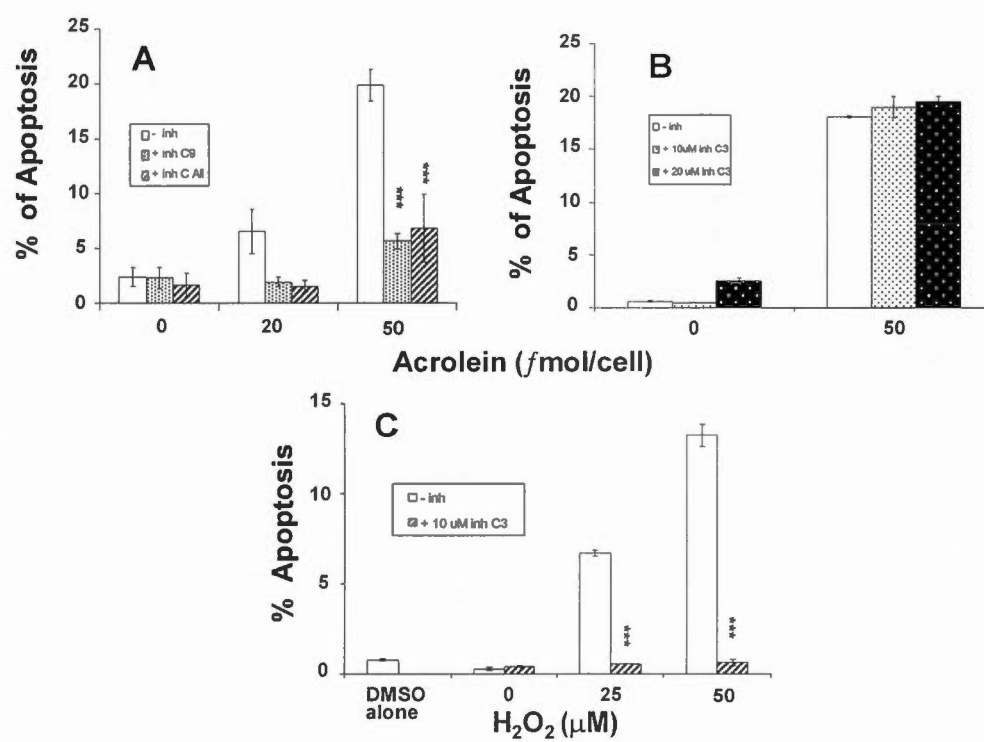 A
% of Apoptosis
25
20
15
10
5
0
- inh
+ inh C9
+ inh C All
***
***
0
20
50
B
% of Apoptosis
25
20
15
10
5
0
- inh
+ 10uM inh C3
+ 20 uM inh C3
0
50
Acrolein (fmol/cell)
C
% Apoptosis
15
10
5
0
- inh
+ 10 uM inh C3
***
***
DMSO
alone
0
25
50
H₂O₂ (µM)